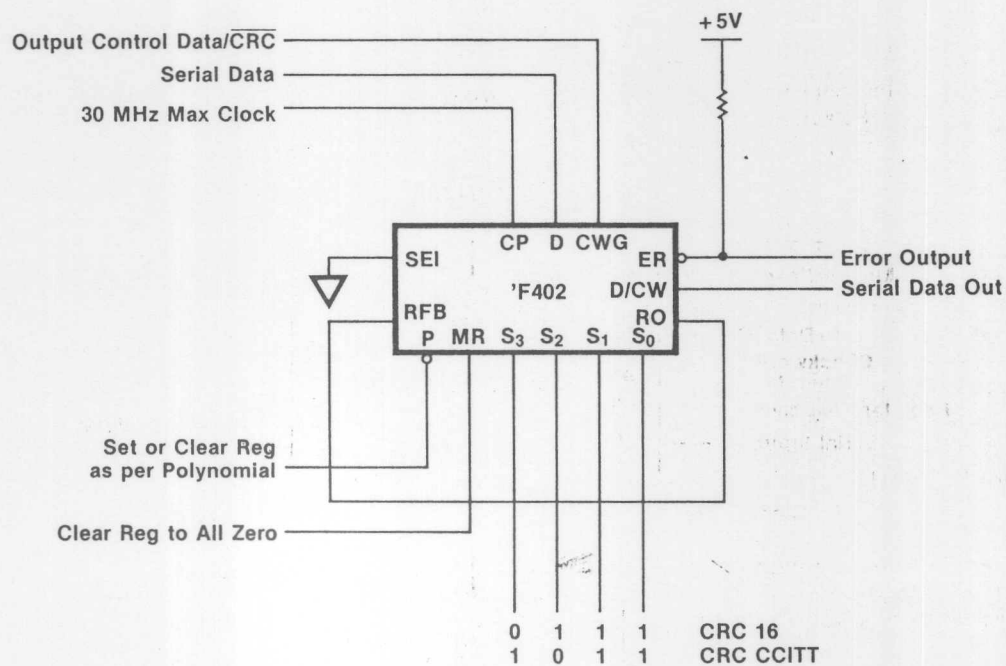 +5V
Output Control Data/CRC
Serial Data
30 MHz Max Clock
CP D CWG
SEI ER
'F402 D/CW
RFB RO
P MR S3 S2 S1 S0
Error Output
Serial Data Out
Set or Clear Reg
as per Polynomial
Clear Reg to All Zero
0 1 1 1 CRC 16
1 0 1 1 CRC CCITT